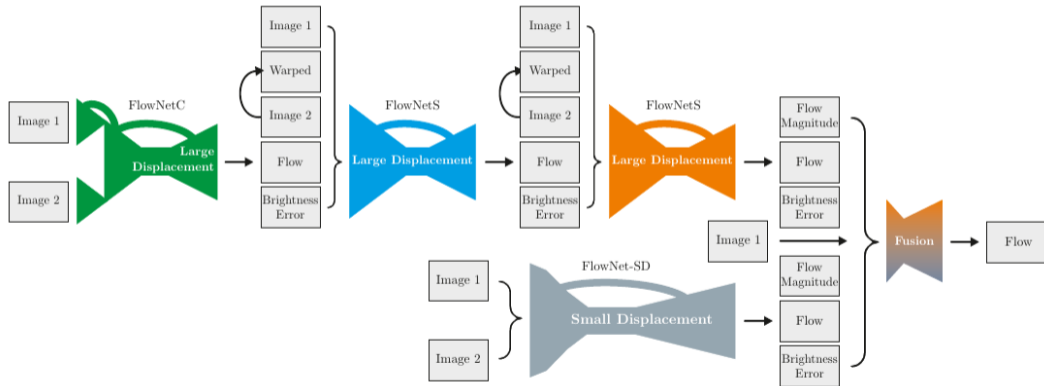 Image 1
Image 2
FlowNetC
Large
Displacement
Image 1
Warped
Image 2
Flow
Brightness
Error
FlowNetS
Large Displacement
Image 1
Warped
Image 2
Flow
Brightness
Error
FlowNetS
Large Displacement
Flow
Magnitude
Flow
Brightness
Error
Image 1
Image 1
Image 2
FlowNet-SD
Small Displacement
Flow
Magnitude
Flow
Brightness
Error
Fusion
Flow